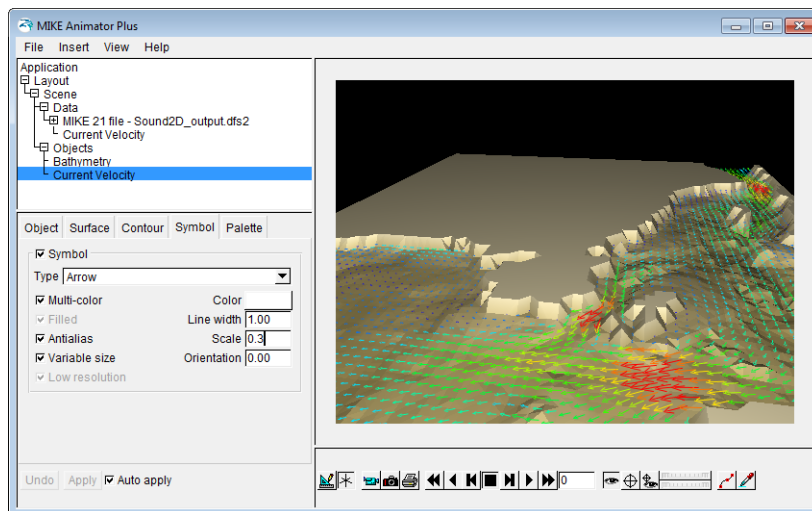 MIKE Animator Plus
File Insert View Help
Application
Layout
Scene
Data
MIKE 21 file - Sound2D_output.dfs2
Current Velocity
Objects
Bathymetry
Current Velocity
Object Surface Contour Symbol Palette
Symbol
Type Arrow
Multi-color Color
Filled Line width 1.00
Antialias Scale 0.3
Variable size Orientation 0.00
Low resolution
Undo Apply Auto apply 0